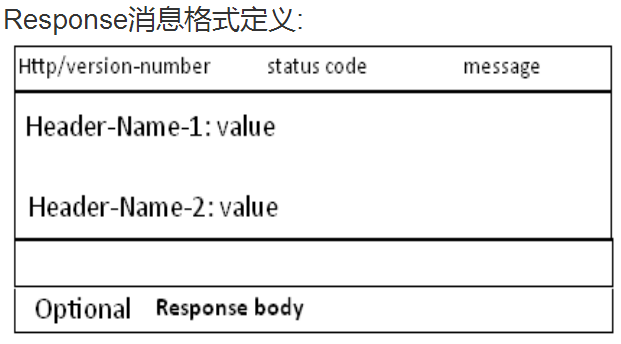 Response消息格式定义:
Http/version-number status code message
Header-Name-1: value
Header-Name-2: value
Optional Response body